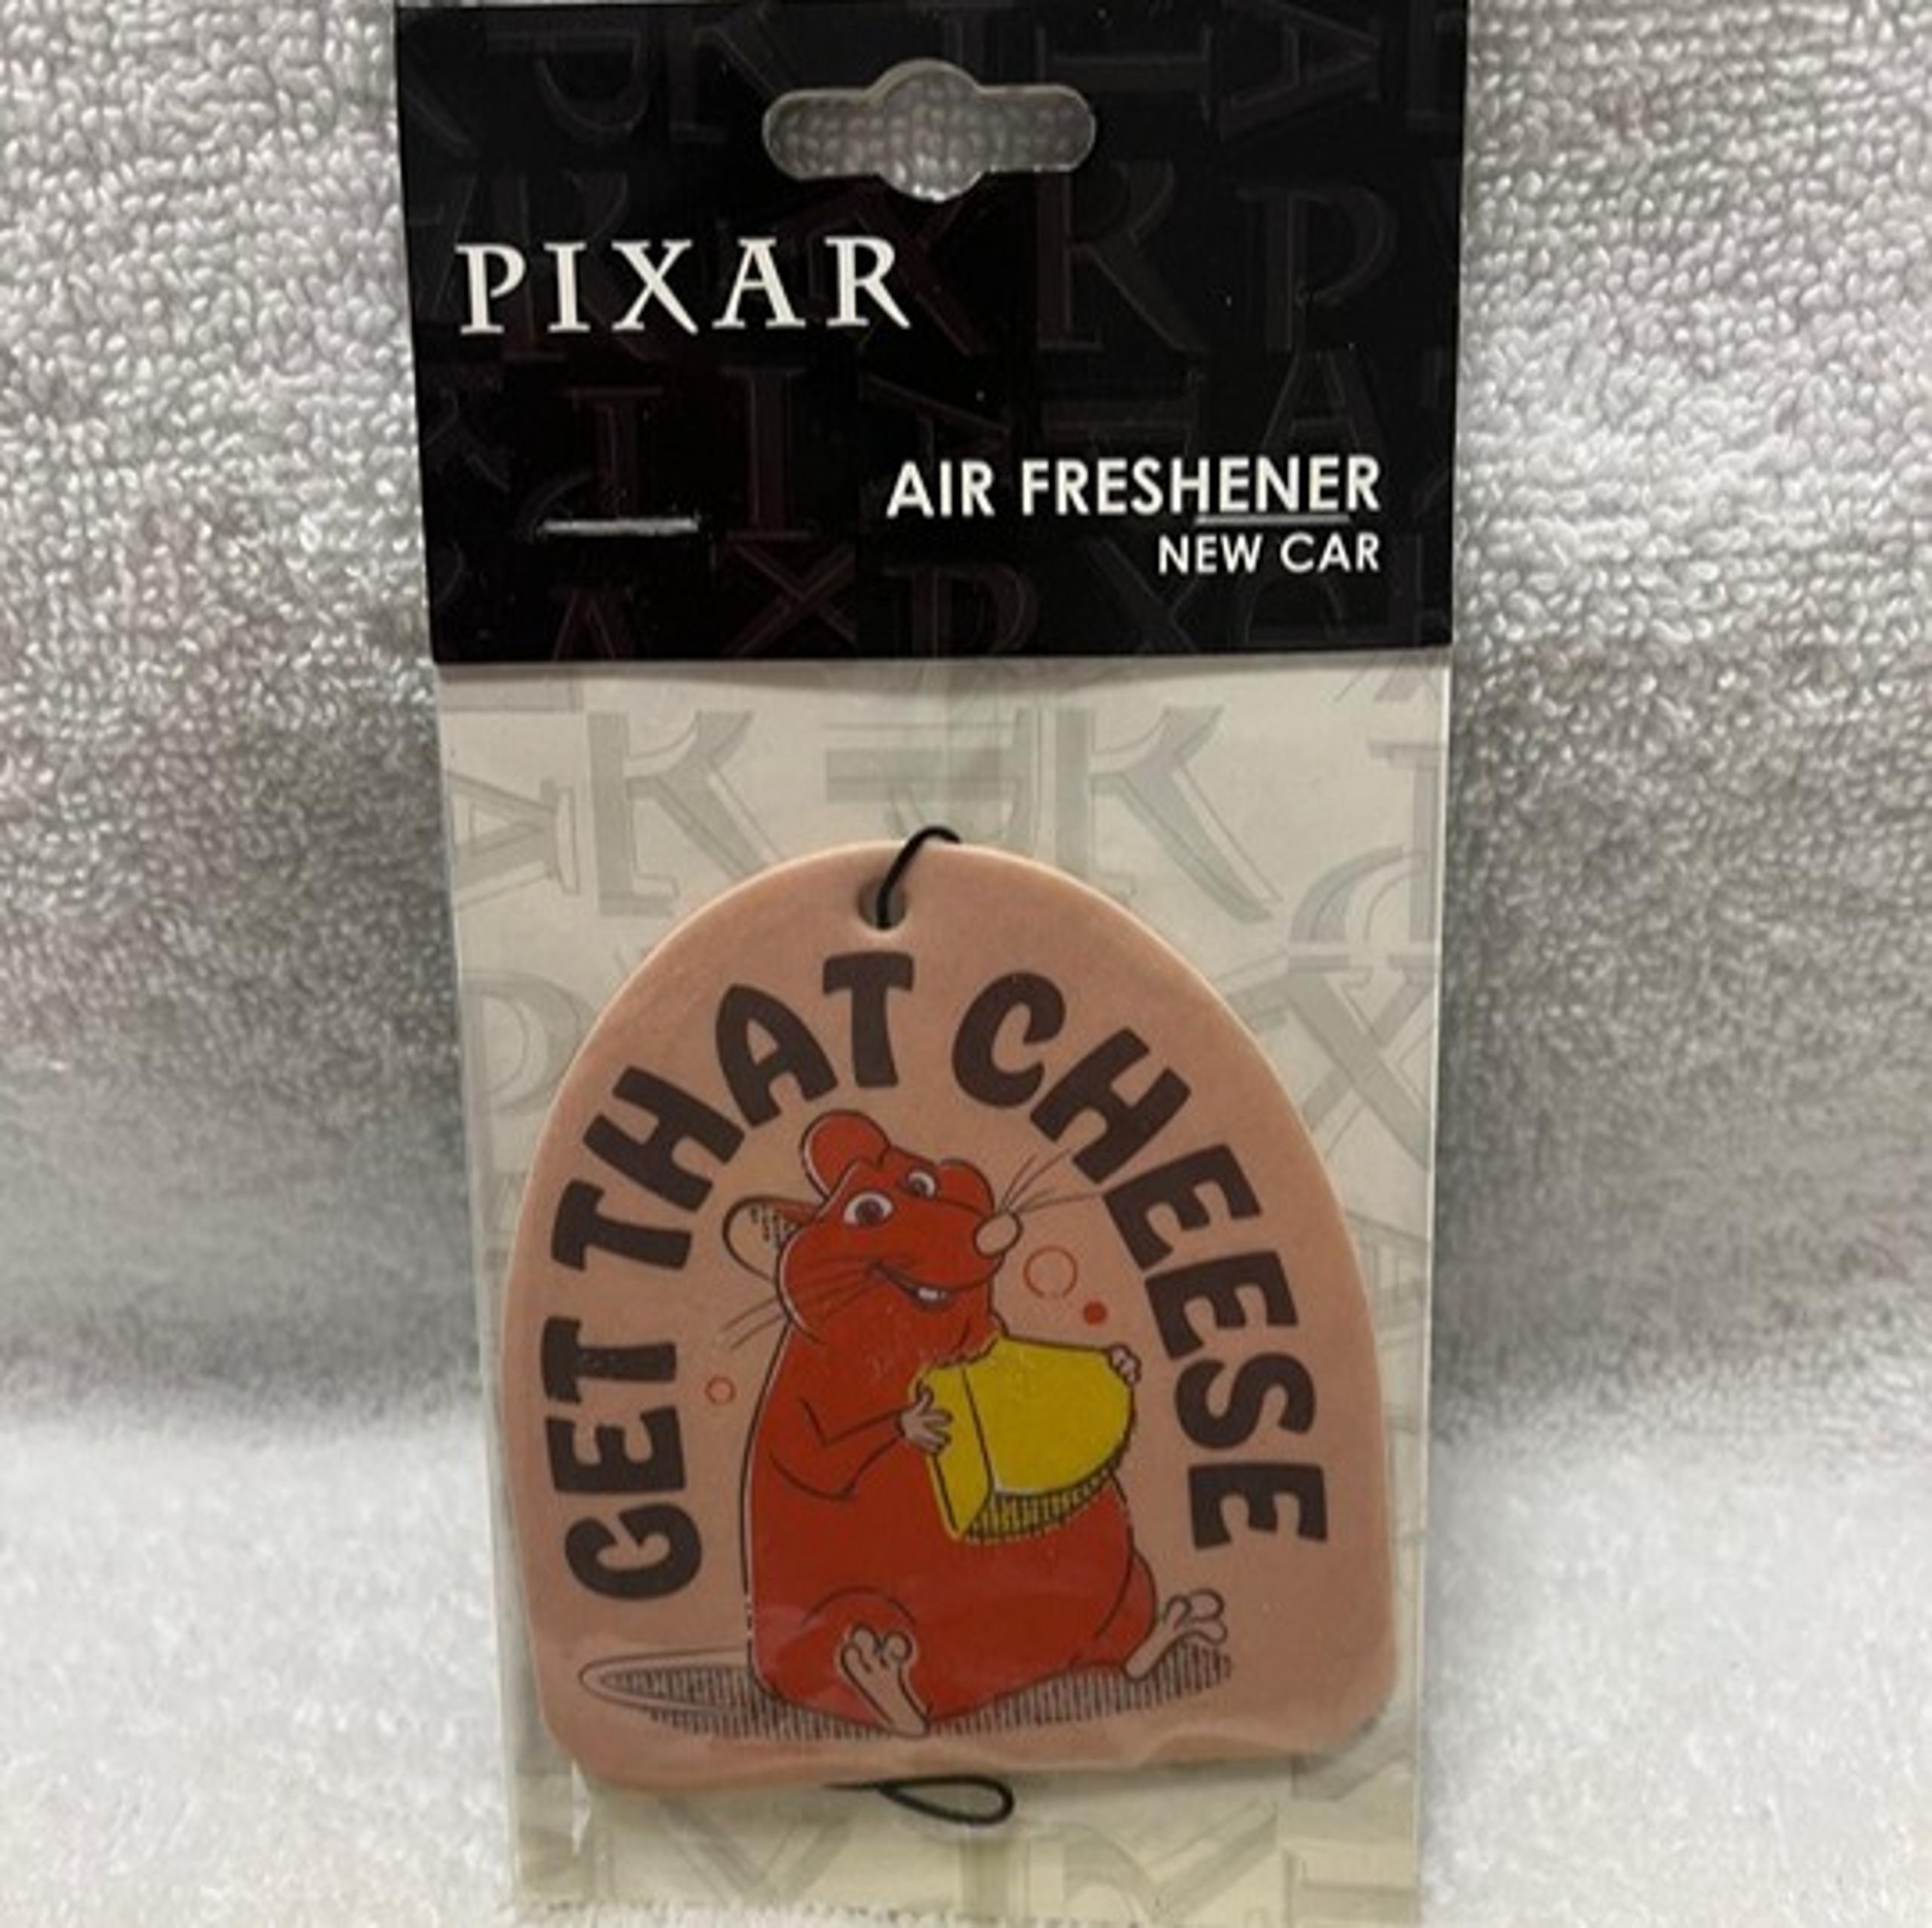 PIXAR
AIR FRESHENER
NEW CAR
GET THAT CHEESE